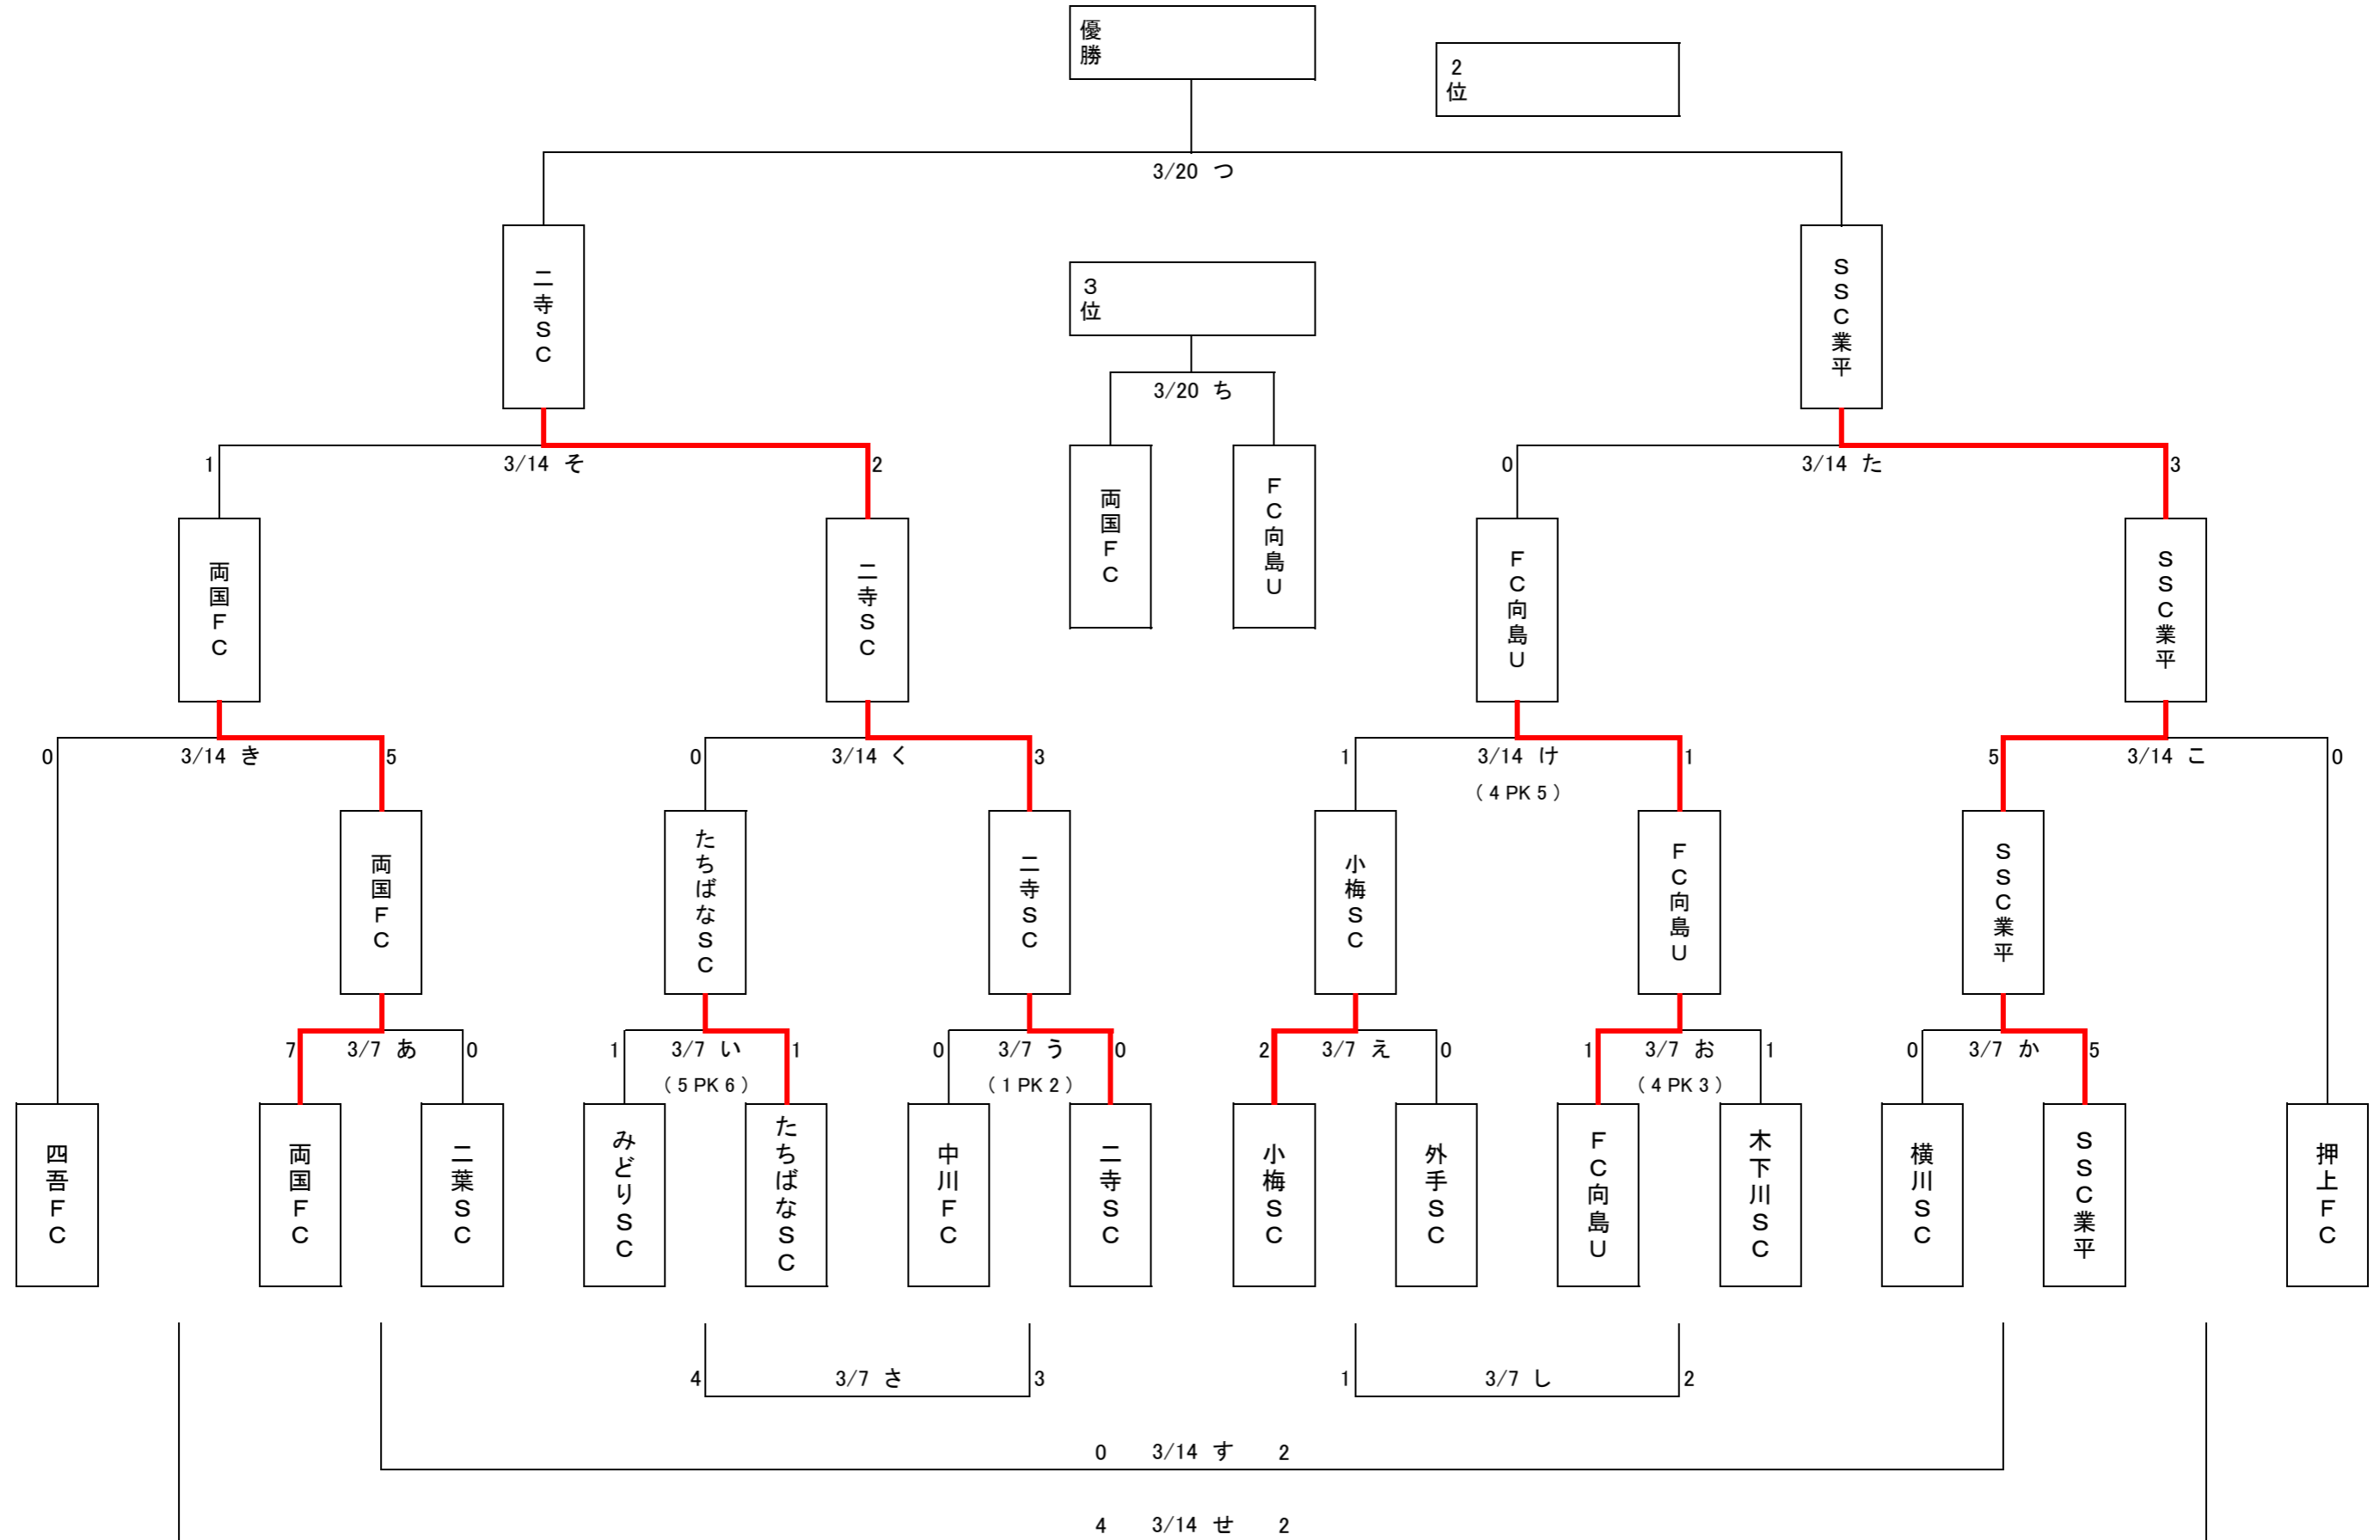 優勝
2位
3/20 つ
二寺SC
3位
SSC業平
3/20 ち
1 3/14 そ 2
0 3/14 た 3
両国FC
FC向島U
両国FC
二寺SC
FC向島U
SSC業平
0 3/14 き 5
0 3/14 く 3
1 3/14 け 1
( 4 PK 5 )
5 3/14 こ 0
両国FC
たちばなSC
二寺SC
小梅SC
FC向島U
SSC業平
7 3/7 あ 0
1 3/7 い 1
( 5 PK 6 )
0 3/7 う 0
( 1 PK 2 )
2 3/7 え 0
1 3/7 お 1
( 4 PK 3 )
0 3/7 か 5
四吾FC
両国FC
二葉SC
みどりSC
たちばなSC
中川FC
二寺SC
小梅SC
外手SC
FC向島U
木下川SC
横川SC
SSC業平
押上FC
4 3/7 さ 3
1 3/7 し 2
0 3/14 す 2
4 3/14 せ 2